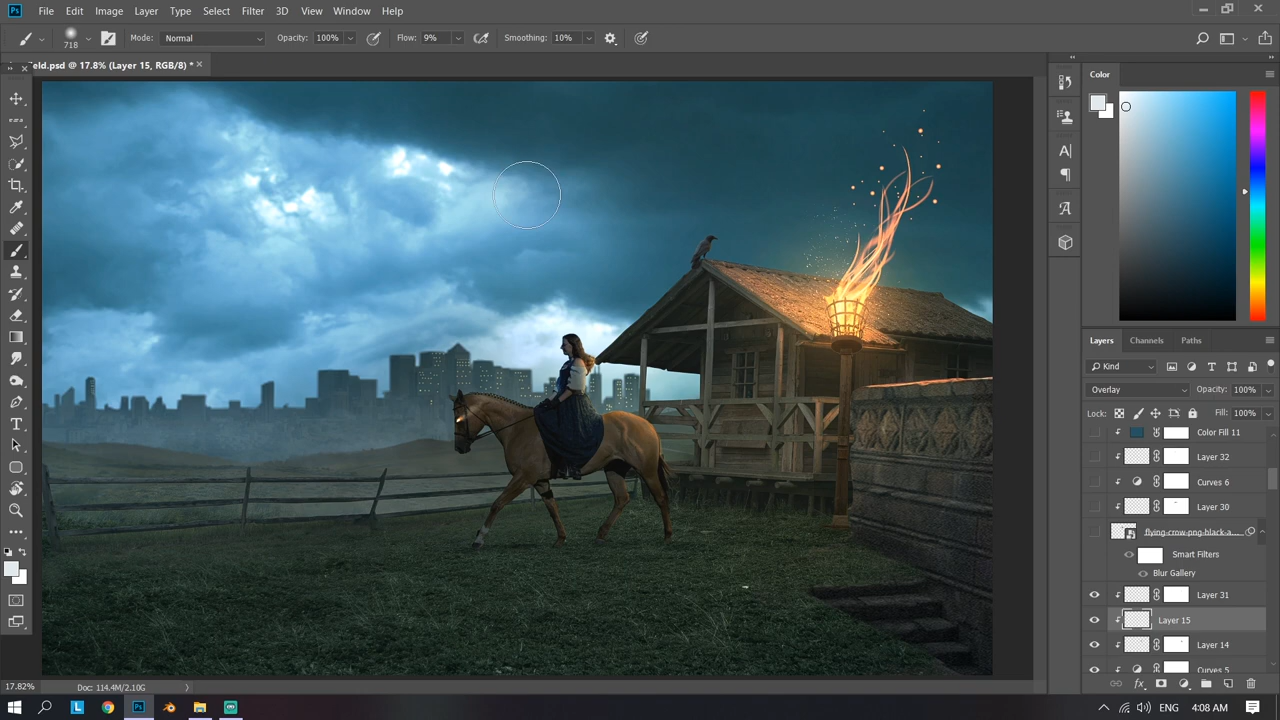 Ps File Edit Image Layer Type Select Filter 3D View Window Help
718 Mode: Normal Opacity: 100% Flow: 9% Smoothing: 10%
eld.psd @ 17.8% (Layer 15, RGB/8) *
Color
Layers Channels Paths
Kind
Overlay Opacity: 100%
Lock: Fill: 100%
Color Fill 11
Layer 32
Curves 6
Layer 30
flying-crow-png-black-a...
Smart Filters
Blur Gallery
Layer 31
Layer 15
Layer 14
Curves 5
fx
17.82% Doc: 114.4M/2.10G
L Ps ENG 4:08 AM